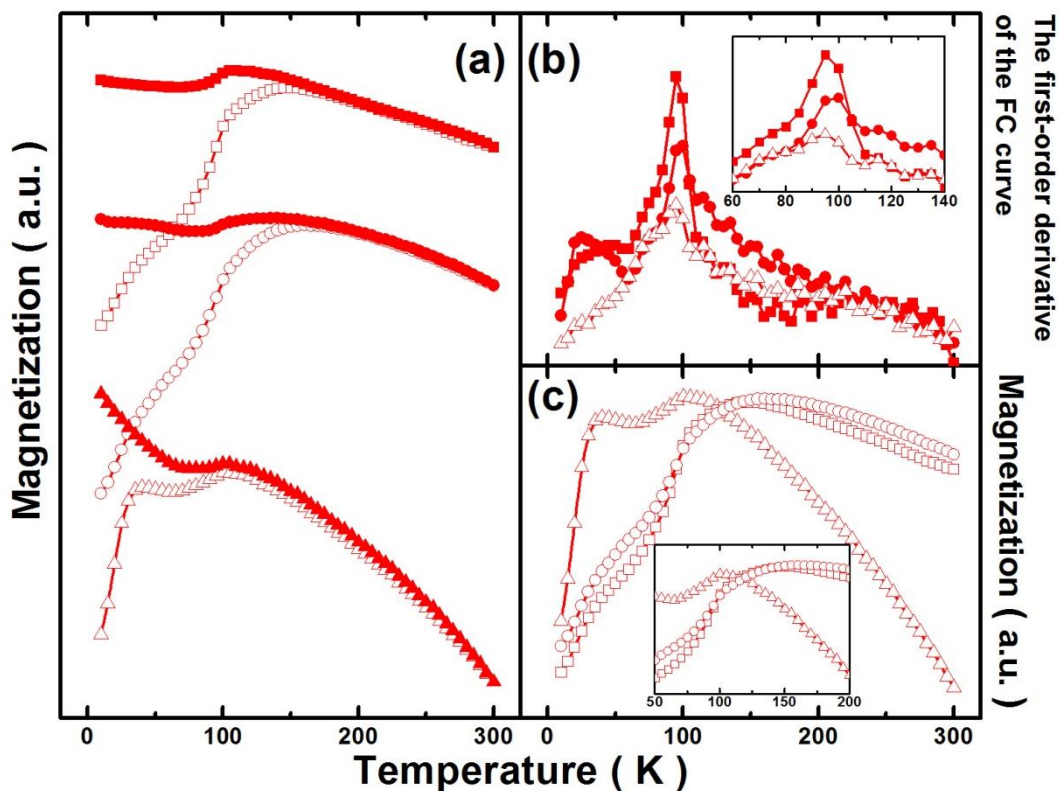 (a)
(b)
60 80 100 120 140
The first-order derivative
of the FC curve
Magnetization ( a.u. )
(c)
50 100 150 200
Magnetization ( a.u. )
0 100 200 300
0 100 200 300
Temperature ( K )